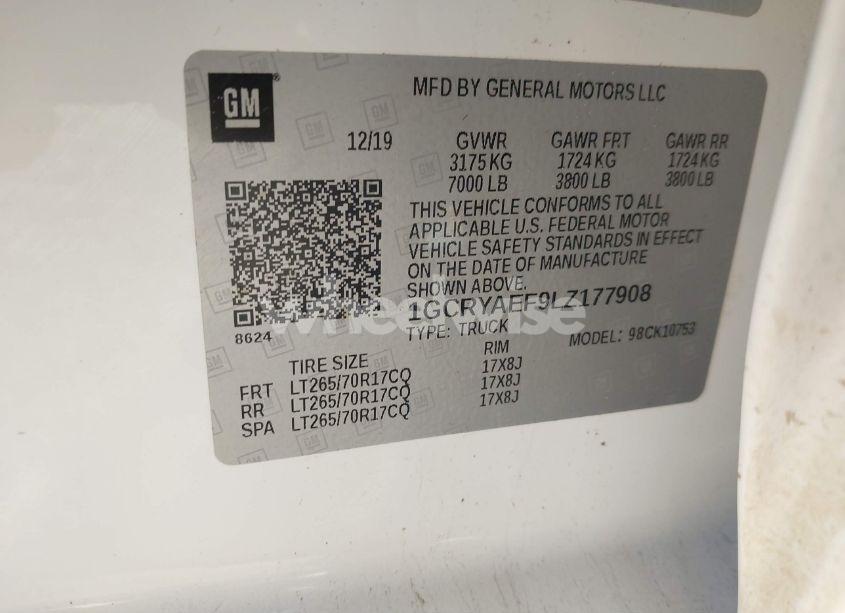 GM
MFD BY GENERAL MOTORS LLC
12/19 GVWR GAWR FRT GAWR RR
3175 KG 1724 KG 1724 KG
7000 LB 3800 LB 3800 LB
THIS VEHICLE CONFORMS TO ALL
APPLICABLE U.S. FEDERAL MOTOR
VEHICLE SAFETY STANDARDS IN EFFECT
ON THE DATE OF MANUFACTURE
SHOWN ABOVE.
1GCRYAEF9LZ177908
TYPE: TRUCK MODEL: 98CK10753
8624
TIRE SIZE RIM
FRT LT265/70R17CQ 17X8J
RR LT265/70R17CQ 17X8J
SPA LT265/70R17CQ 17X8J